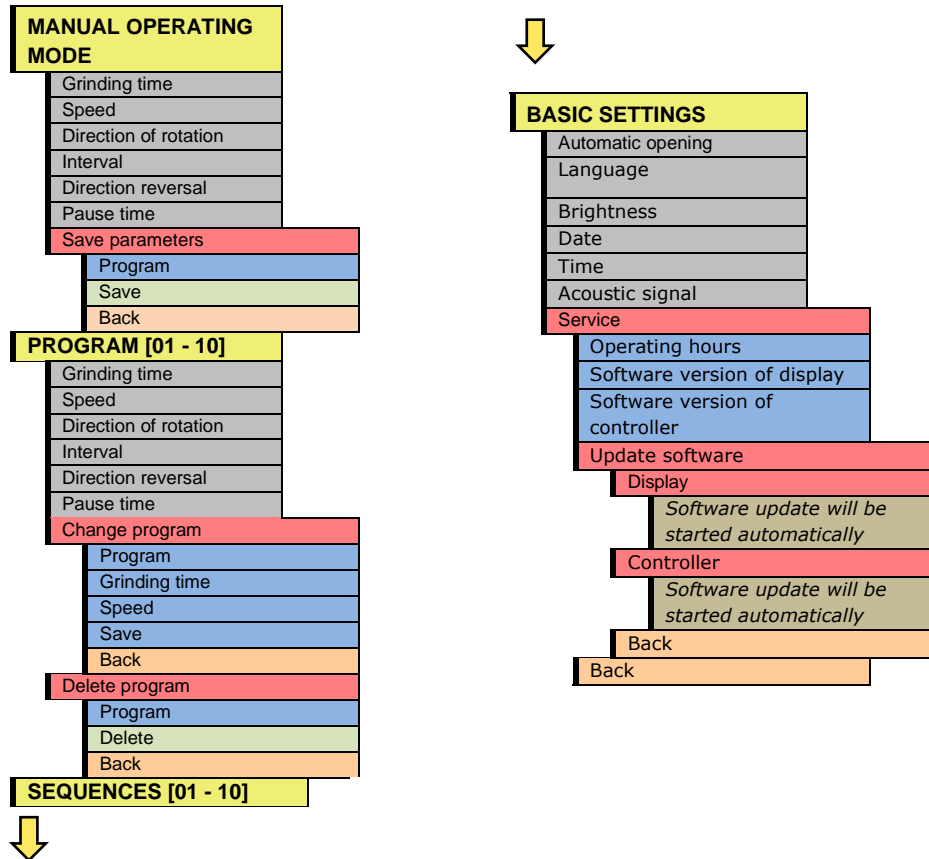 MANUAL OPERATING
MODE
Grinding time
Speed
Direction of rotation
Interval
Direction reversal
Pause time
Save parameters
Program
Save
Back
PROGRAM [01 - 10]
Grinding time
Speed
Direction of rotation
Interval
Direction reversal
Pause time
Change program
Program
Grinding time
Speed
Save
Back
Delete program
Program
Delete
Back
SEQUENCES [01 - 10]
BASIC SETTINGS
Automatic opening
Language
Brightness
Date
Time
Acoustic signal
Service
Operating hours
Software version of display
Software version of
controller
Update software
Display
Software update will be
started automatically
Controller
Software update will be
started automatically
Back
Back